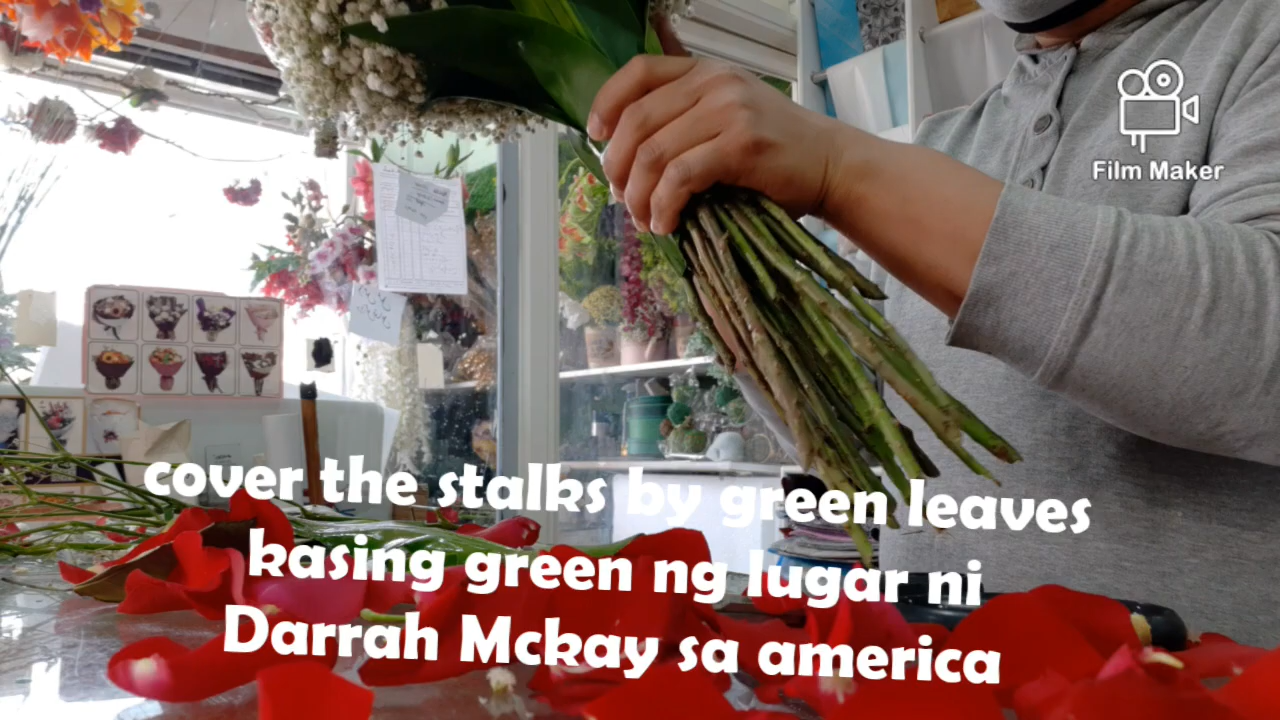 Film Maker
cover the stalks by green leaves
kasing green ng lugar ni
Darrah Mckay sa america